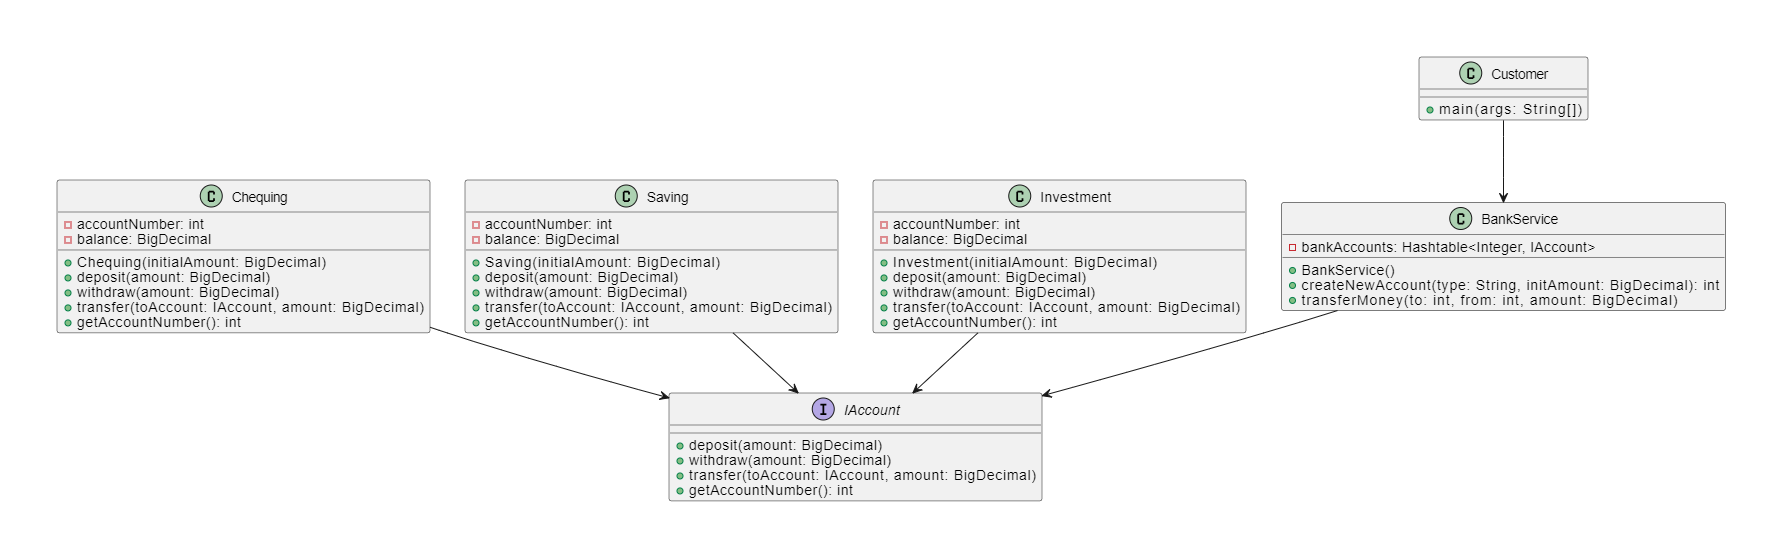 C Customer
main(args: String[])
C Chequing
accountNumber: int
balance: BigDecimal
Chequing(initialAmount: BigDecimal)
deposit(amount: BigDecimal)
withdraw(amount: BigDecimal)
transfer(toAccount: IAccount, amount: BigDecimal)
getAccountNumber(): int
C Saving
accountNumber: int
balance: BigDecimal
Saving(initialAmount: BigDecimal)
deposit(amount: BigDecimal)
withdraw(amount: BigDecimal)
transfer(toAccount: IAccount, amount: BigDecimal)
getAccountNumber(): int
C Investment
accountNumber: int
balance: BigDecimal
Investment(initialAmount: BigDecimal)
deposit(amount: BigDecimal)
withdraw(amount: BigDecimal)
transfer(toAccount: IAccount, amount: BigDecimal)
getAccountNumber(): int
C BankService
bankAccounts: Hashtable<Integer, IAccount>
BankService()
createNewAccount(type: String, initAmount: BigDecimal): int
transferMoney(to: int, from: int, amount: BigDecimal)
I IAccount
deposit(amount: BigDecimal)
withdraw(amount: BigDecimal)
transfer(toAccount: IAccount, amount: BigDecimal)
getAccountNumber(): int